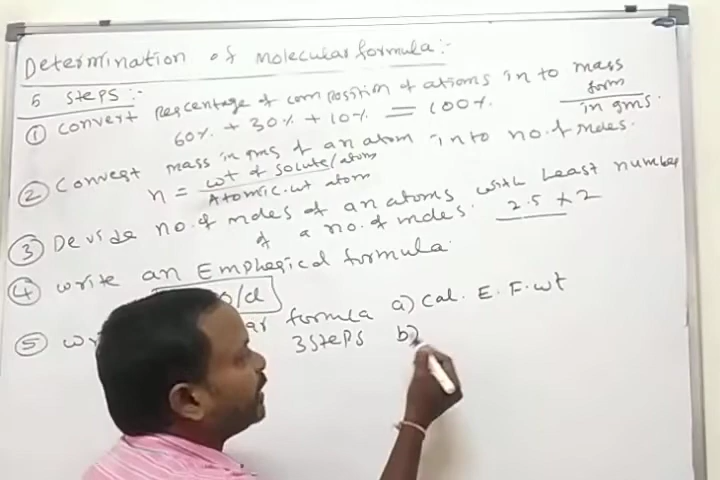 Determination of molecular formula:-
5 steps:-
① Convert percentage of composition of atoms in to mass form in gms.
60% + 30% + 10% = 100%
② Convert mass in gms of an atom into no. of moles.
n = wt of solute/atom
Atomic.wt atom
③ Devide no. of moles of an atoms with Least number
of a no. of moles. 2.5 x 2
④ write an Emphegical formula.
⑤ ar formula a) Cal. E. F. wt
3 steps b)